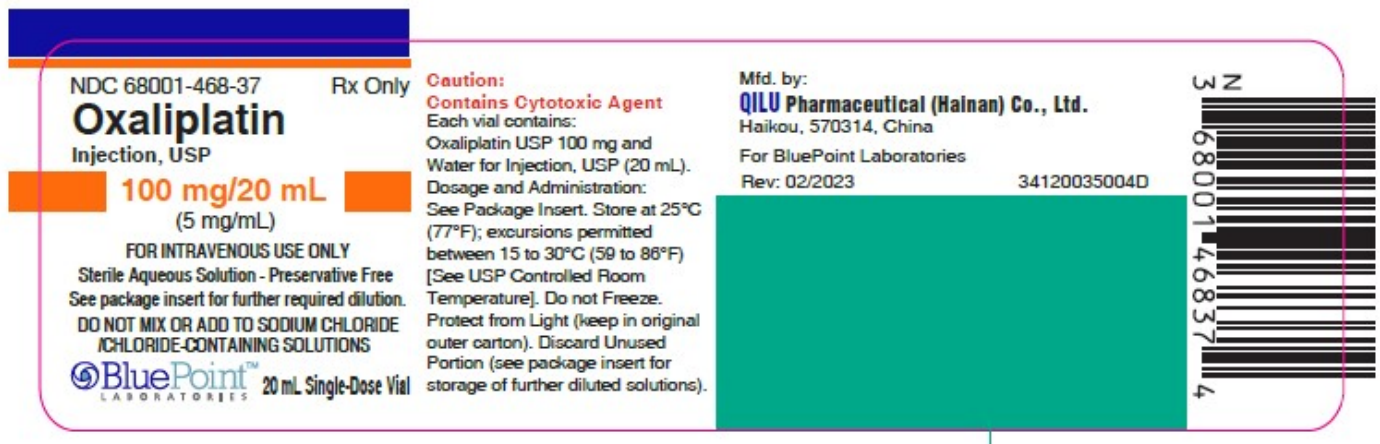 NDC 68001-468-37 Rx Only
Oxaliplatin
Injection, USP
100 mg/20 mL
(5 mg/mL)
FOR INTRAVENOUS USE ONLY
Sterile Aqueous Solution - Preservative Free
See package insert for further required dilution.
DO NOT MIX OR ADD TO SODIUM CHLORIDE
/CHLORIDE-CONTAINING SOLUTIONS
BluePoint™
LABORATORIES
20 mL Single-Dose Vial
Caution:
Contains Cytotoxic Agent
Each vial contains:
Oxaliplatin USP 100 mg and
Water for Injection, USP (20 mL).
Dosage and Administration:
See Package Insert. Store at 25°C
(77°F); excursions permitted
between 15 to 30°C (59 to 86°F)
[See USP Controlled Room
Temperature]. Do not Freeze.
Protect from Light (keep in original
outer carton). Discard Unused
Portion (see package insert for
storage of further diluted solutions).
Mfd. by:
QILU Pharmaceutical (Hainan) Co., Ltd.
Haikou, 570314, China
For BluePoint Laboratories
Rev: 02/2023 34120035004D
N
3 68001 46837 4